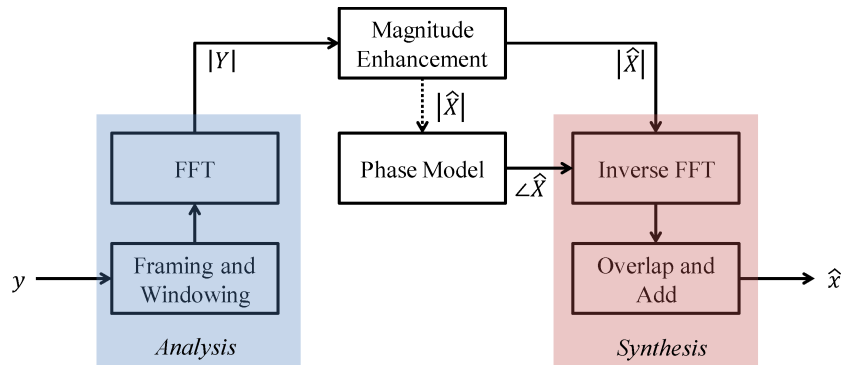 Magnitude
Enhancement
|Y|
|X̂|
|X̂|
FFT
Phase Model
∠X̂
Inverse FFT
y
Framing and
Windowing
Overlap and
Add
x̂
Analysis
Synthesis